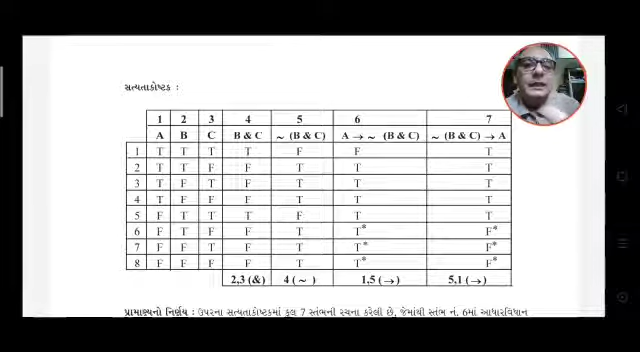 સત્યતાકોષ્ટક :
1 2 3 4 5 6 7
A B C B & C ~ (B & C) A → ~ (B & C) ~ (B & C) → A
1 T T T T F F T
2 T T F F T T T
3 T F T F T T T
4 T F F F T T T
5 F T T T F T T
6 F T F F T T* F*
7 F F T F T T* F*
8 F F F F T T* F*
2,3 (&) 4 (~) 1,5 (→) 5,1 (→)
પ્રામાણ્યનો નિર્ણય : ઉપરના સત્યતાકોષ્ટકમાં કુલ 7 સ્તંભની રચના કરેલી છે, જેમાંથી સ્તંભ નં. 6માં આધારવિધાન